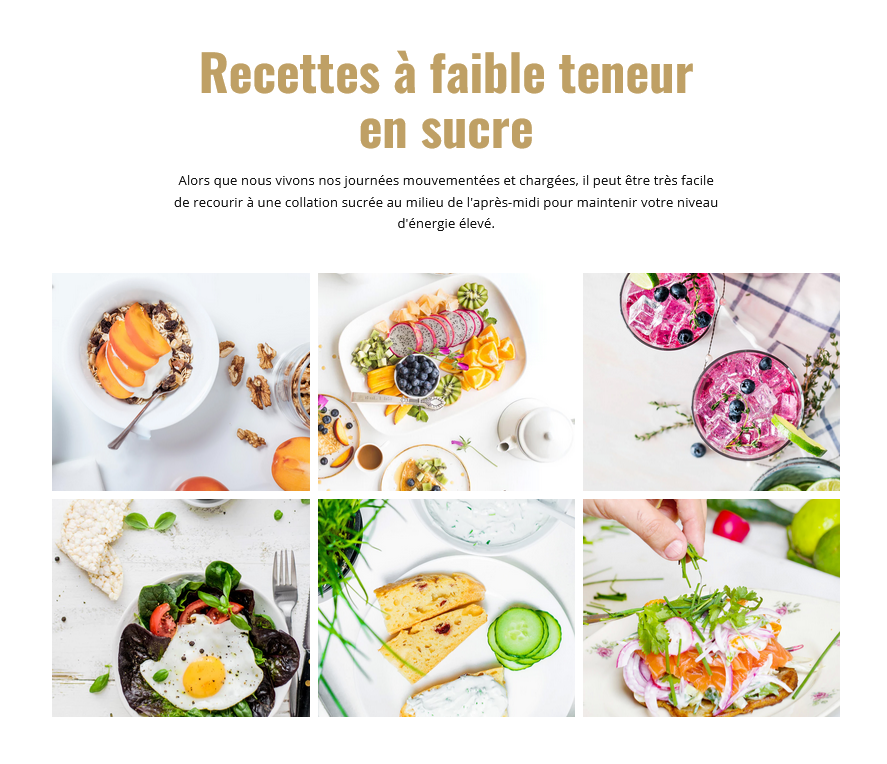 Recettes à faible teneur
en sucre
Alors que nous vivons nos journées mouvementées et chargées, il peut être très facile
de recourir à une collation sucrée au milieu de l'après-midi pour maintenir votre niveau
d'énergie élevé.